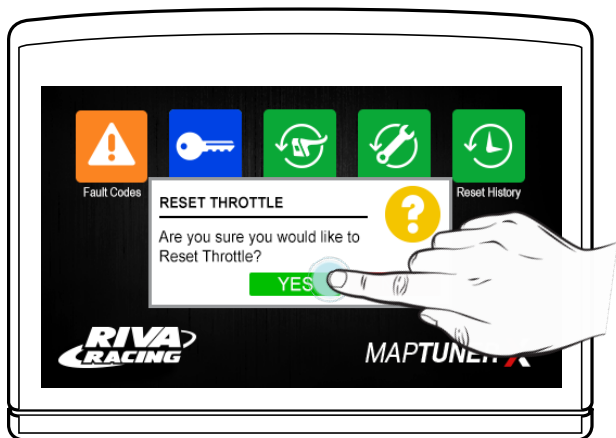 Fault Codes
Reset History
RESET THROTTLE
Are you sure you would like to
Reset Throttle?
YES
RIVA
RACING
MAPTUNER X